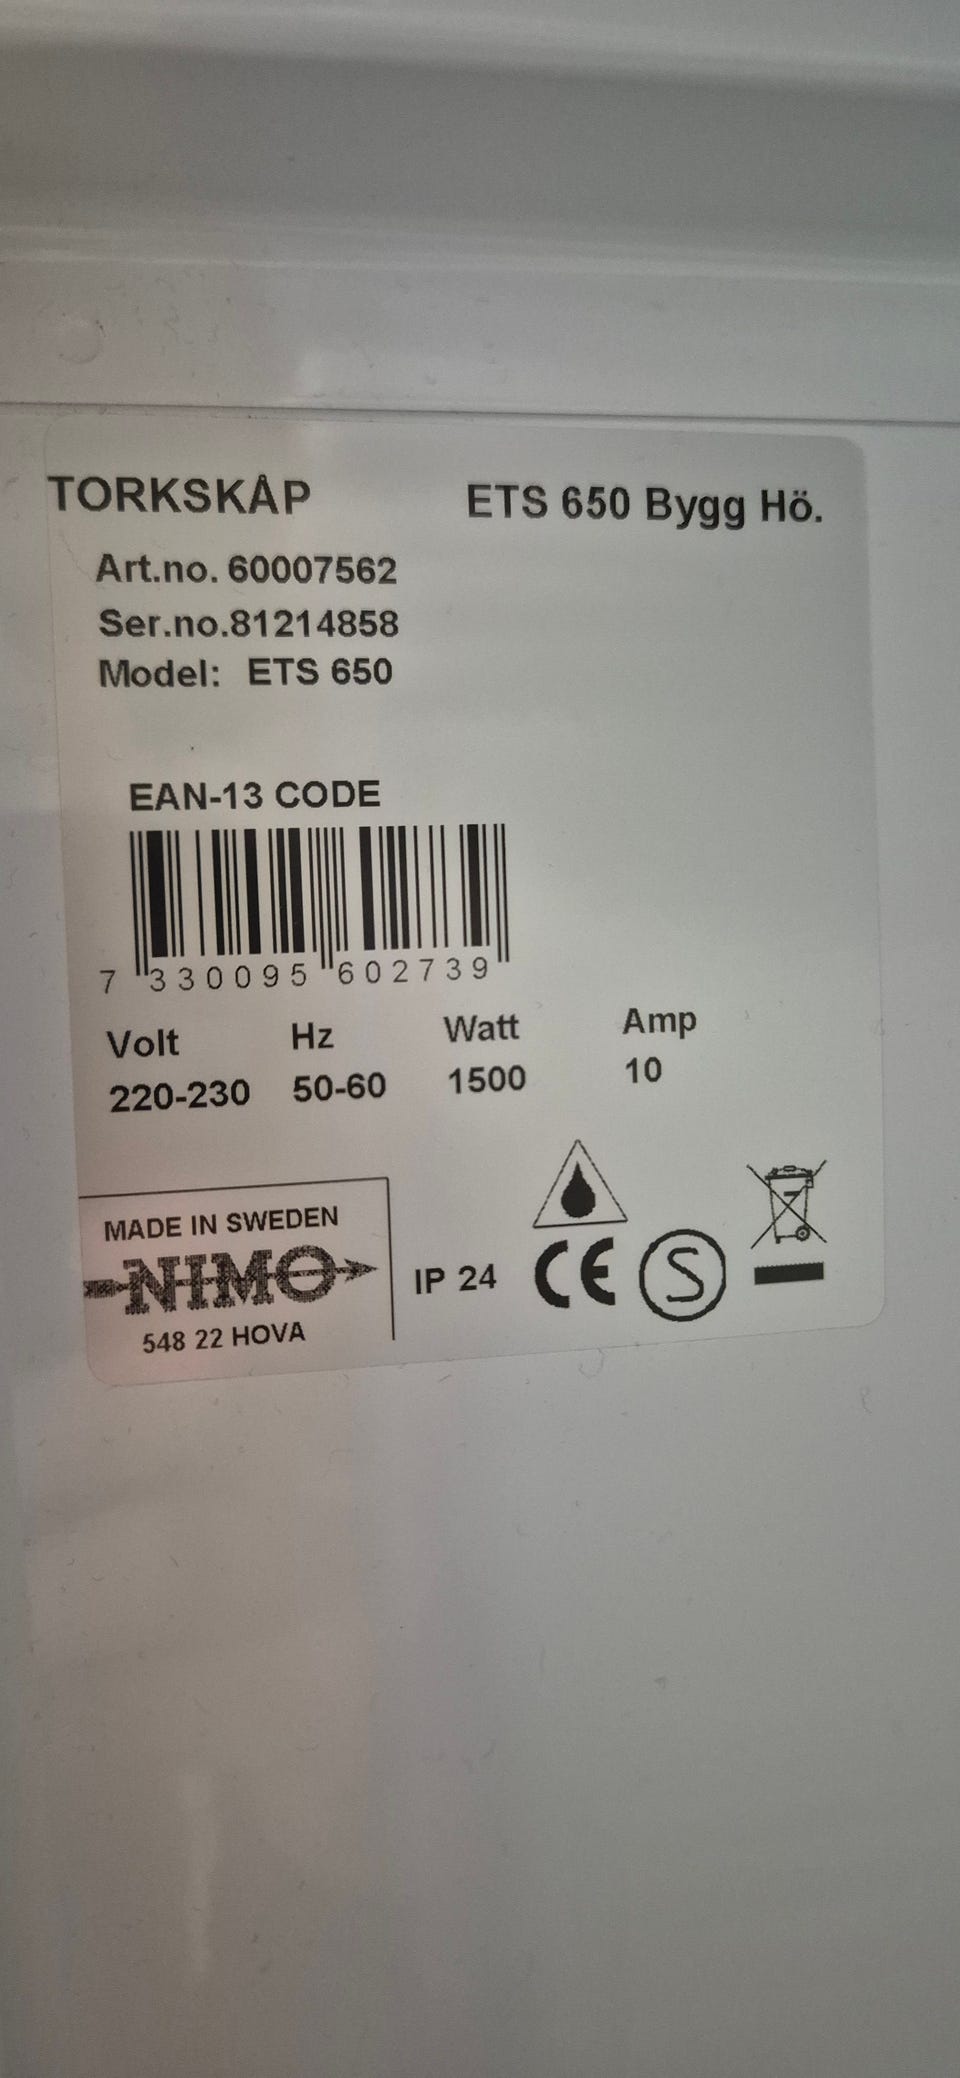 TORKSKÅP ETS 650 Bygg Hö.
Art.no. 60007562
Ser.no.81214858
Model: ETS 650
EAN-13 CODE
7 330095 602739
Volt Hz Watt Amp
220-230 50-60 1500 10
MADE IN SWEDEN
NIMO
548 22 HOVA
IP 24 CE S